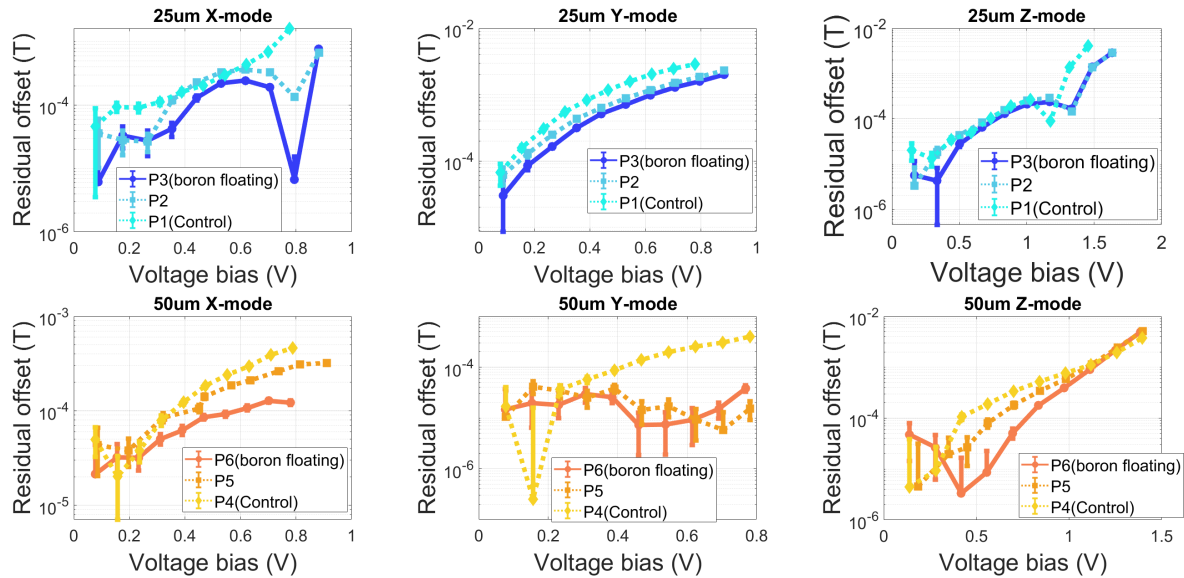 25um X-mode
Residual offset (T)
10-4
10-6
0
0.2
0.4
0.6
0.8
1
Voltage bias (V)
P3(boron floating)
P2
P1(Control)
25um Y-mode
Residual offset (T)
10-2
10-4
0
0.2
0.4
0.6
0.8
1
Voltage bias (V)
P3(boron floating)
P2
P1(Control)
25um Z-mode
Residual offset (T)
10-2
10-4
10-6
0
0.5
1
1.5
2
Voltage bias (V)
P3(boron floating)
P2
P1(Control)
50um X-mode
Residual offset (T)
10-3
10-4
10-5
0
0.2
0.4
0.6
0.8
1
Voltage bias (V)
P6(boron floating)
P5
P4(Control)
50um Y-mode
Residual offset (T)
10-4
10-6
0
0.2
0.4
0.6
0.8
Voltage bias (V)
P6(boron floating)
P5
P4(Control)
50um Z-mode
Residual offset (T)
10-2
10-4
10-6
0
0.5
1
1.5
Voltage bias (V)
P6(boron floating)
P5
P4(Control)